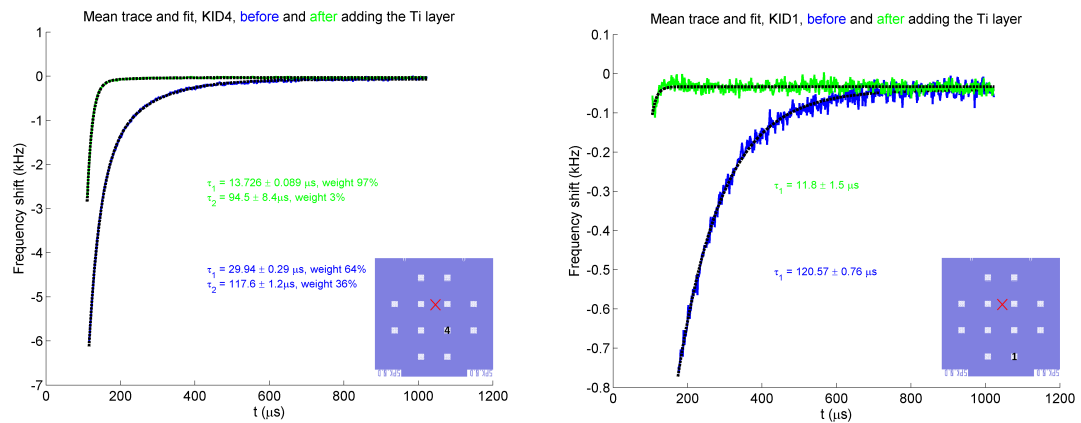 Mean trace and fit, KID4, before and after adding the Ti layer
1
0
-1
-2
-3
-4
-5
-6
-7
Frequency shift (kHz)
τ1 = 13.726 ± 0.069 μs, weight 97%
τ2 = 94.5 ± 8.4μs, weight 3%
τ1 = 29.94 ± 0.29 μs, weight 64%
τ2 = 117.6 ± 1.2μs, weight 36%
4
0 200 400 600 800 1000 1200
t (μs)
Mean trace and fit, KID1, before and after adding the Ti layer
0.1
0
-0.1
-0.2
-0.3
-0.4
-0.5
-0.6
-0.7
-0.8
Frequency shift (kHz)
τ1 = 11.8 ± 1.5 μs
τ1 = 120.57 ± 0.76 μs
1
0 200 400 600 800 1000 1200
t (μs)